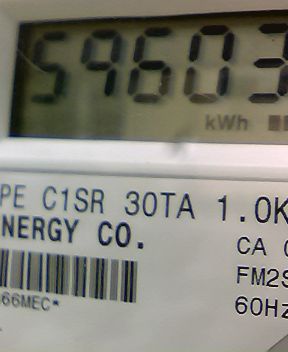 59603
kWh
PE C1SR 30TA 1.0K
NERGY CO.
CA
FM2S
66MEC*
60Hz